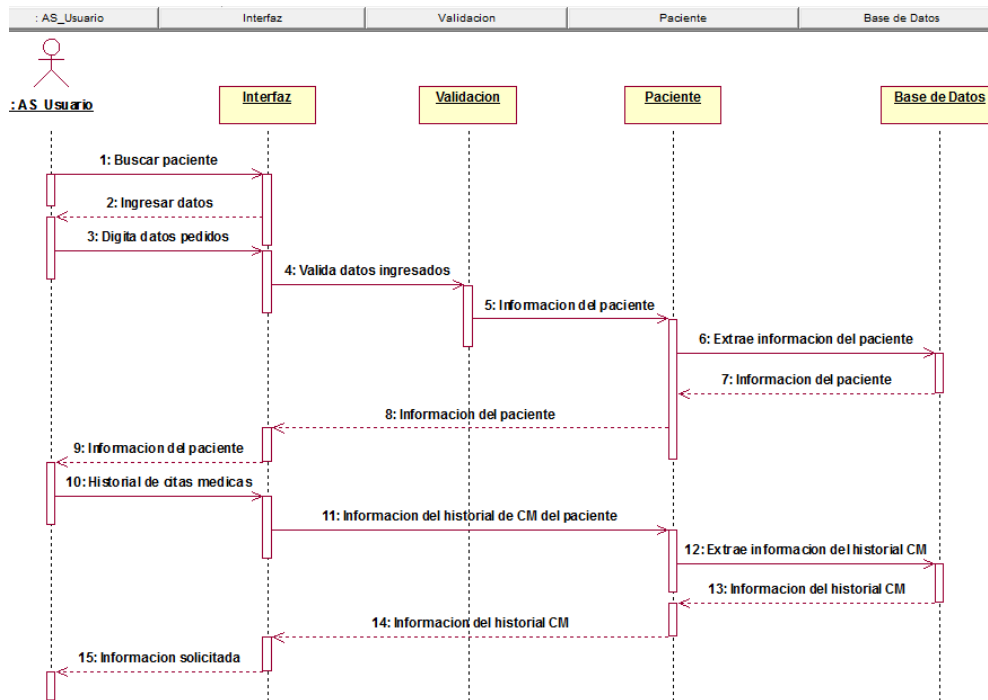 : AS_Usuario
Interfaz
Validacion
Paciente
Base de Datos
: AS_Usuario
Interfaz
Validacion
Paciente
Base de Datos
1: Buscar paciente
2: Ingresar datos
3: Digita datos pedidos
4: Valida datos ingresados
5: Informacion del paciente
6: Extrae informacion del paciente
7: Informacion del paciente
8: Informacion del paciente
9: Informacion del paciente
10: Historial de citas medicas
11: Informacion del historial de CM del paciente
12: Extrae informacion del historial CM
13: Informacion del historial CM
14: Informacion del historial CM
15: Informacion solicitada